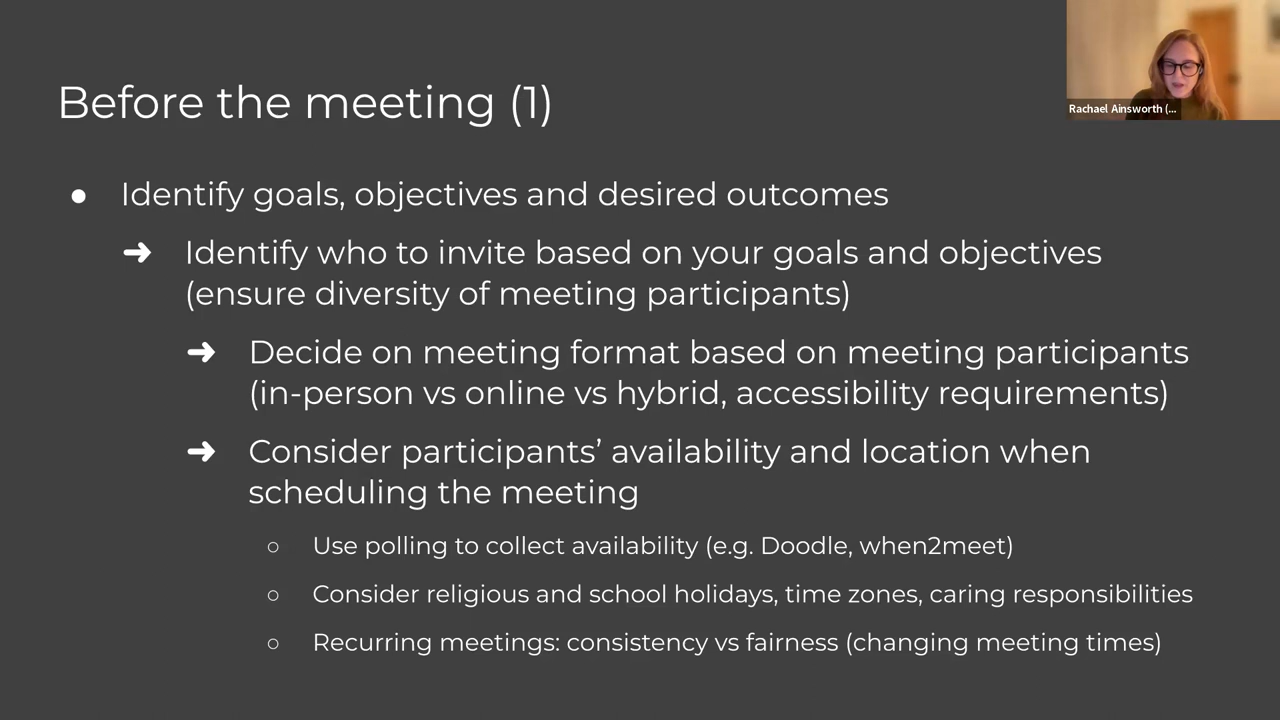 Before the meeting (1)
Rachael Ainsworth (...
● Identify goals, objectives and desired outcomes
➜ Identify who to invite based on your goals and objectives
(ensure diversity of meeting participants)
➜ Decide on meeting format based on meeting participants
(in-person vs online vs hybrid, accessibility requirements)
➜ Consider participants’ availability and location when
scheduling the meeting
○ Use polling to collect availability (e.g. Doodle, when2meet)
○ Consider religious and school holidays, time zones, caring responsibilities
○ Recurring meetings: consistency vs fairness (changing meeting times)